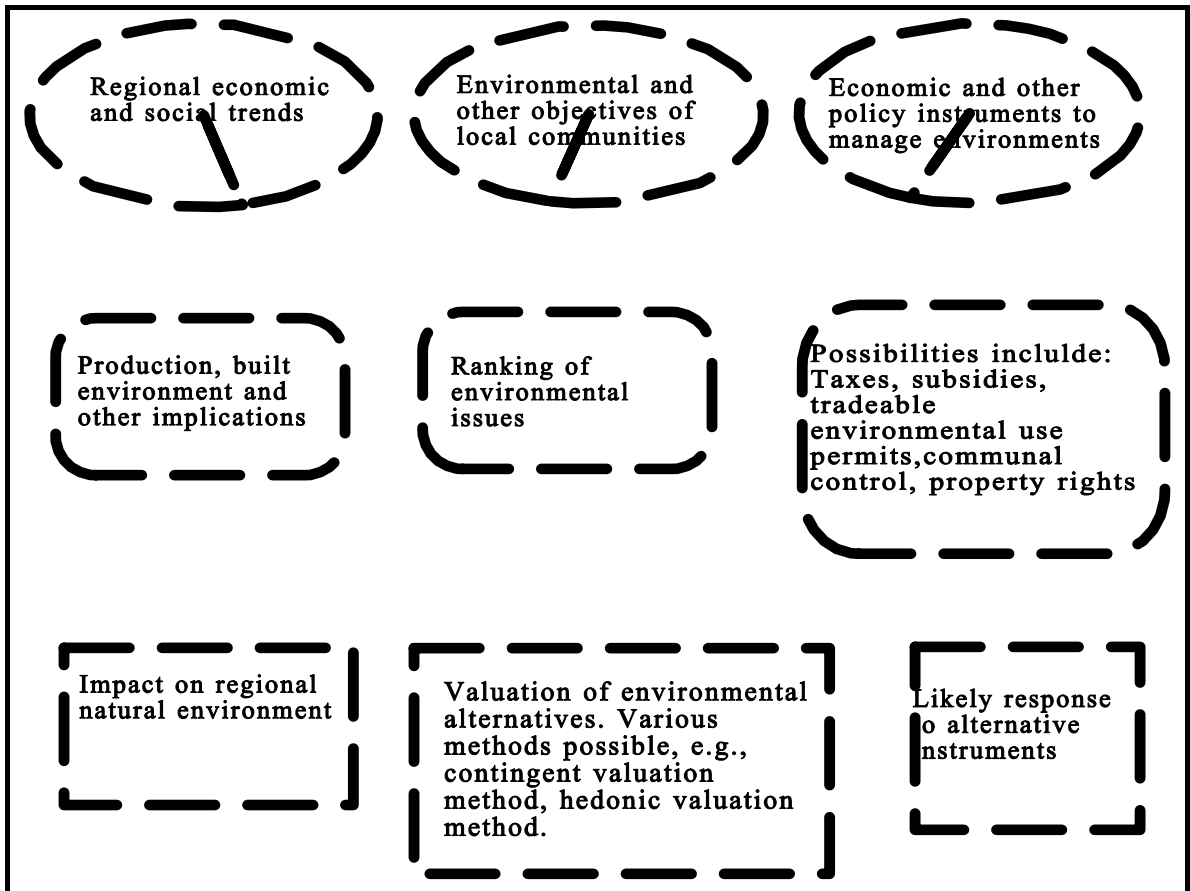 Regional economic
and social trends
Environmental and
other objectives of
local communities
Economic and other
policy instruments to
manage environments
Production, built
environment and
other implications
Ranking of
environmental
issues
Possibilities inclulde:
Taxes, subsidies,
tradeable
environmental use
permits,communal
control, property rights
Impact on regional
natural environment
Valuation of environmental
alternatives. Various
methods possible, e.g.,
contingent valuation
method, hedonic valuation
method.
Likely response
to alternative
instruments